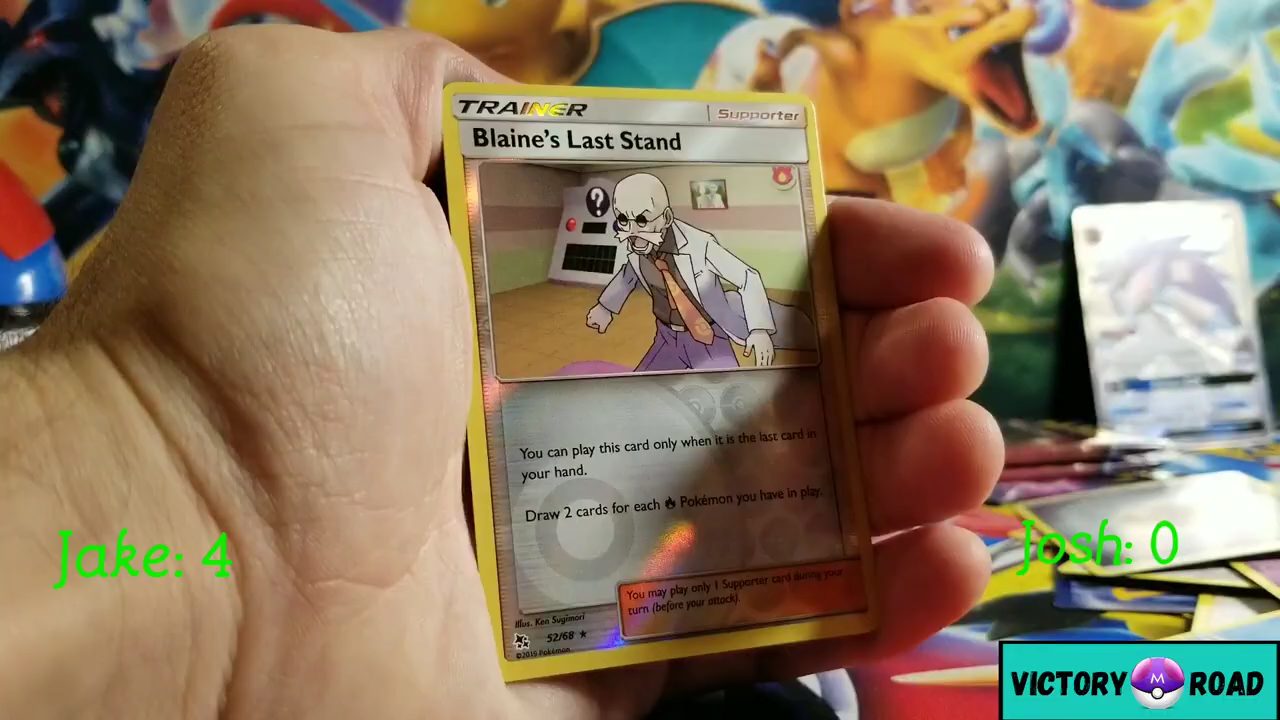 TRAINER
Supporter
Blaine's Last Stand
?
You can play this card only when it is the last card in
your hand.
Draw 2 cards for each Pokémon you have in play.
You may play only 1 Supporter card during your
turn (before your attack).
Illus. Ken Sugimori
52/68 ★
©2019 Pokémon
Jake: 4
Josh: 0
VICTORY M ROAD